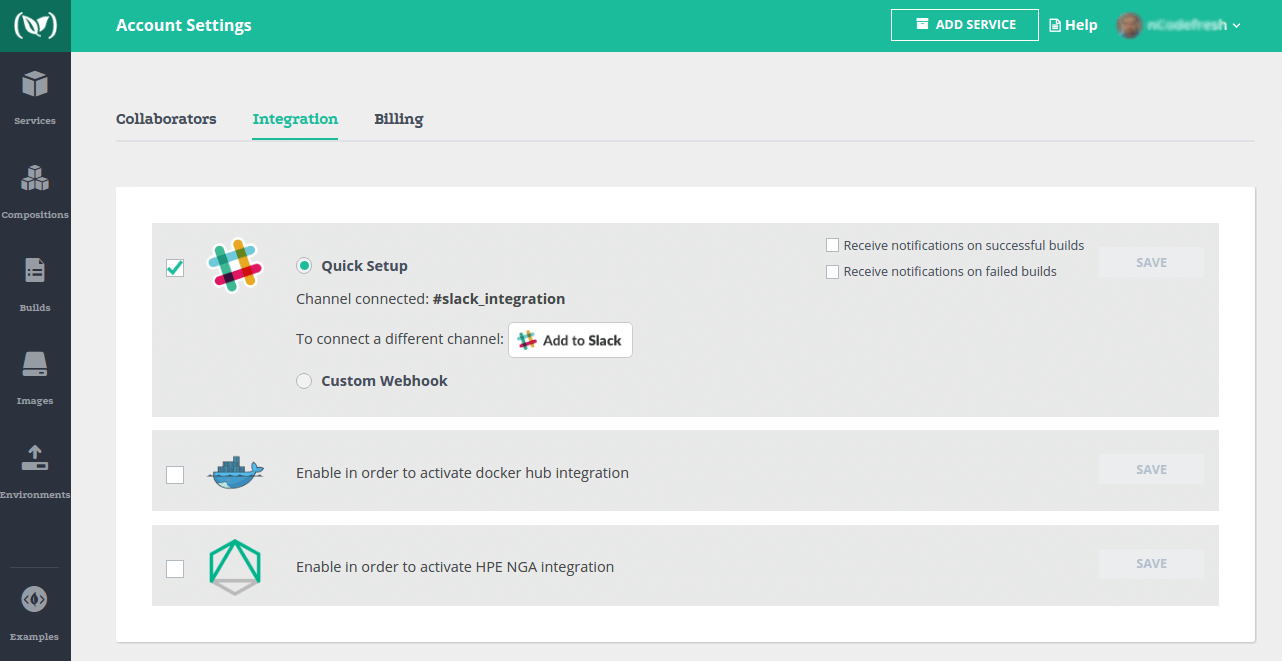 Account Settings
ADD SERVICE
Help
Services
Compositions
Builds
Images
Environments
Examples
Collaborators
Integration
Billing
Quick Setup
Channel connected: #slack_integration
To connect a different channel:
Add to Slack
Custom Webhook
Receive notifications on successful builds
Receive notifications on failed builds
SAVE
Enable in order to activate docker hub integration
SAVE
Enable in order to activate HPE NGA integration
SAVE